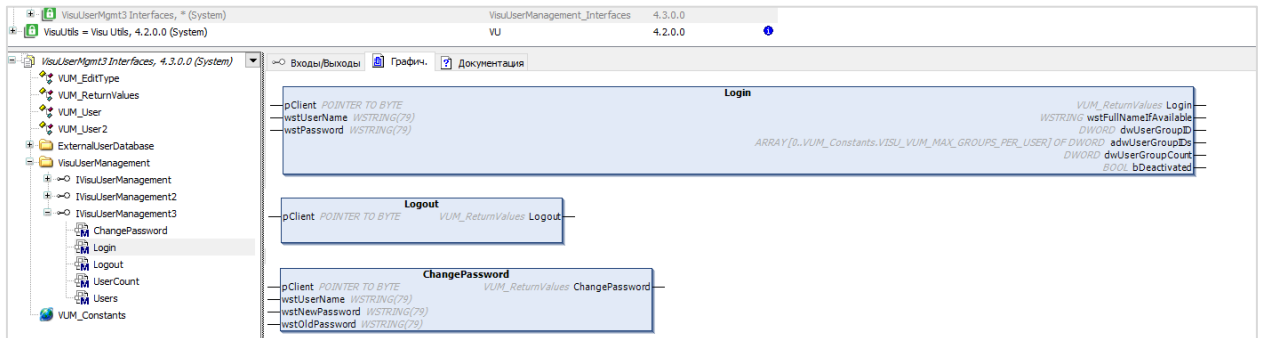 VisuUserMgmt3 Interfaces, * (System) VisuUserManagement_Interfaces 4.3.0.0
VisuUtils = Visu Utils, 4.2.0.0 (System) VU 4.2.0.0
VisuUserMgmt3 Interfaces, 4.3.0.0 (System)
VUM_EditType
VUM_ReturnValues
VUM_User
VUM_User2
ExternalUserDatabase
VisuUserManagement
IVisuUserManagement
IVisuUserManagement2
IVisuUserManagement3
ChangePassword
Login
Logout
UserCount
Users
VUM_Constants
Входы/Выходы График. Документация
Login
pClient POINTER TO BYTE VUM_ReturnValues Login
wstUserName WSTRING(79) WSTRING wstFullNameIfAvailable
wstPassword WSTRING(79) DWORD dwUserGroupID
ARRAY [0..VUM_Constants.VISU_VUM_MAX_GROUPS_PER_USER] OF DWORD adwUserGroupIDs
DWORD dwUserGroupCount
BOOL bDeactivated
Logout
pClient POINTER TO BYTE VUM_ReturnValues Logout
ChangePassword
pClient POINTER TO BYTE VUM_ReturnValues ChangePassword
wstUserName WSTRING(79)
wstNewPassword WSTRING(79)
wstOldPassword WSTRING(79)